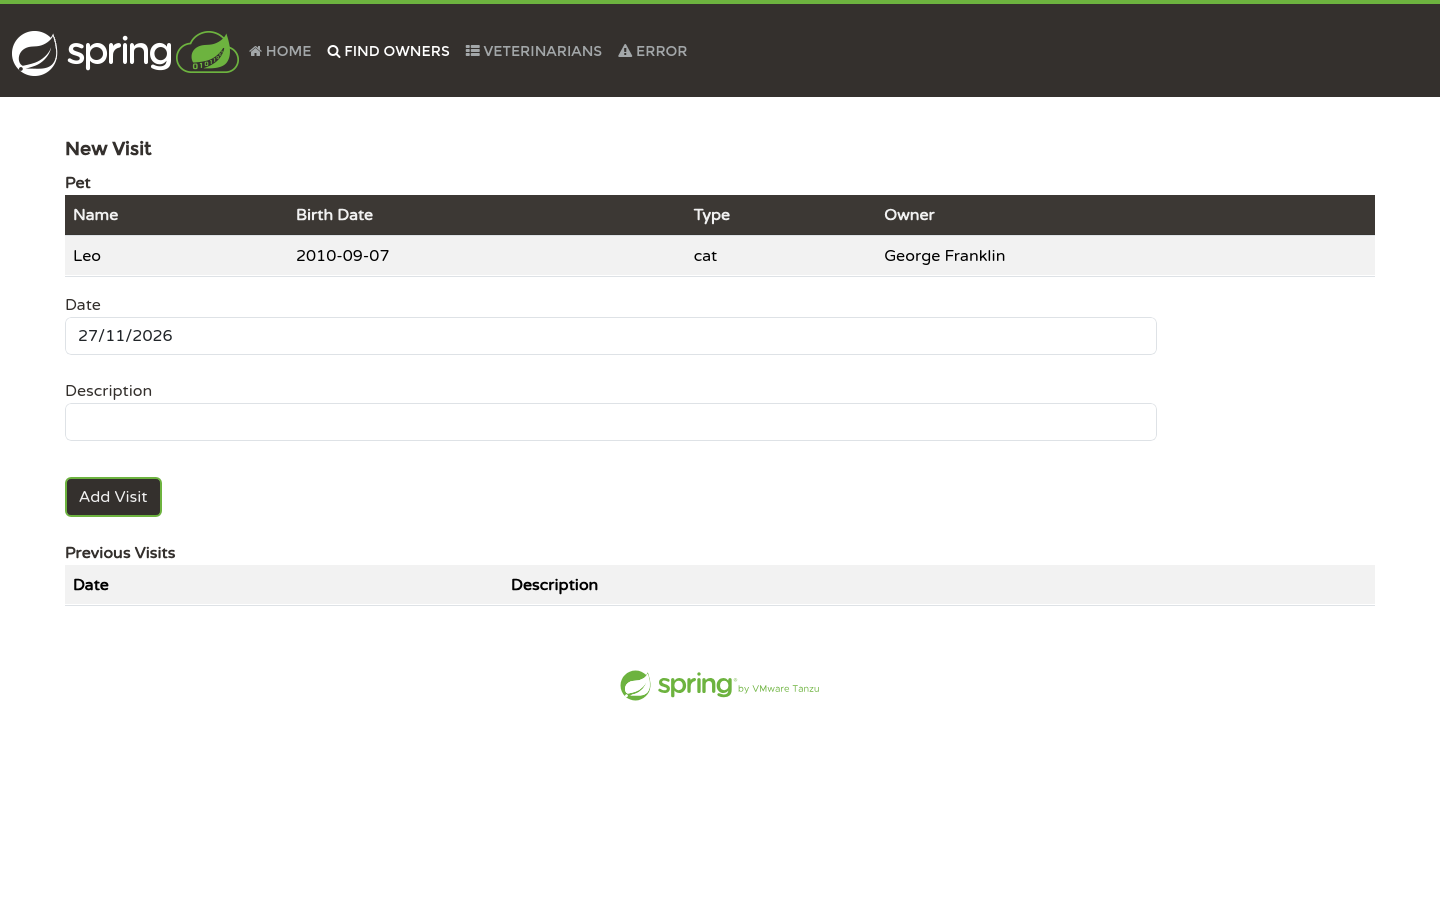 spring
HOME FIND OWNERS VETERINARIANS ERROR
New Visit
Pet
Name Birth Date Type Owner
Leo 2010-09-07 cat George Franklin
Date
27/11/2026
Description
Add Visit
Previous Visits
Date Description
spring by VMware Tanzu